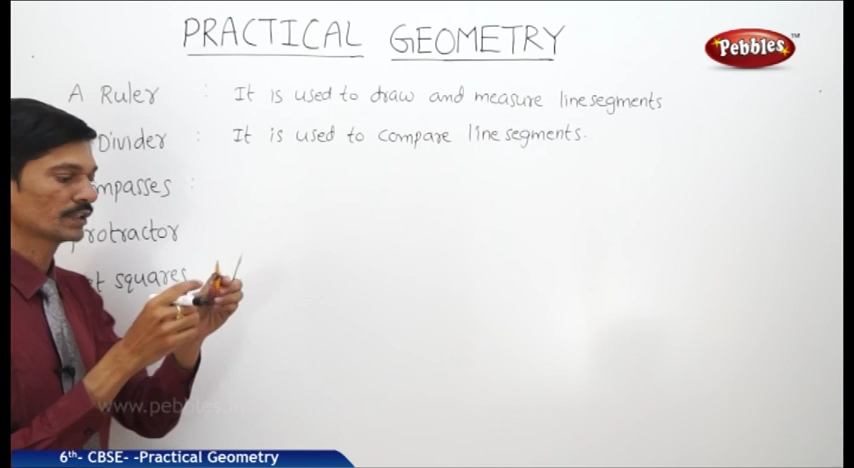 PRACTICAL GEOMETRY
Pebbles™
A Ruler : It is used to draw and measure line segments
Divider : It is used to compare line segments.
mpasses :
protractor
squares
www.pebbles.
6th- CBSE- -Practical Geometry